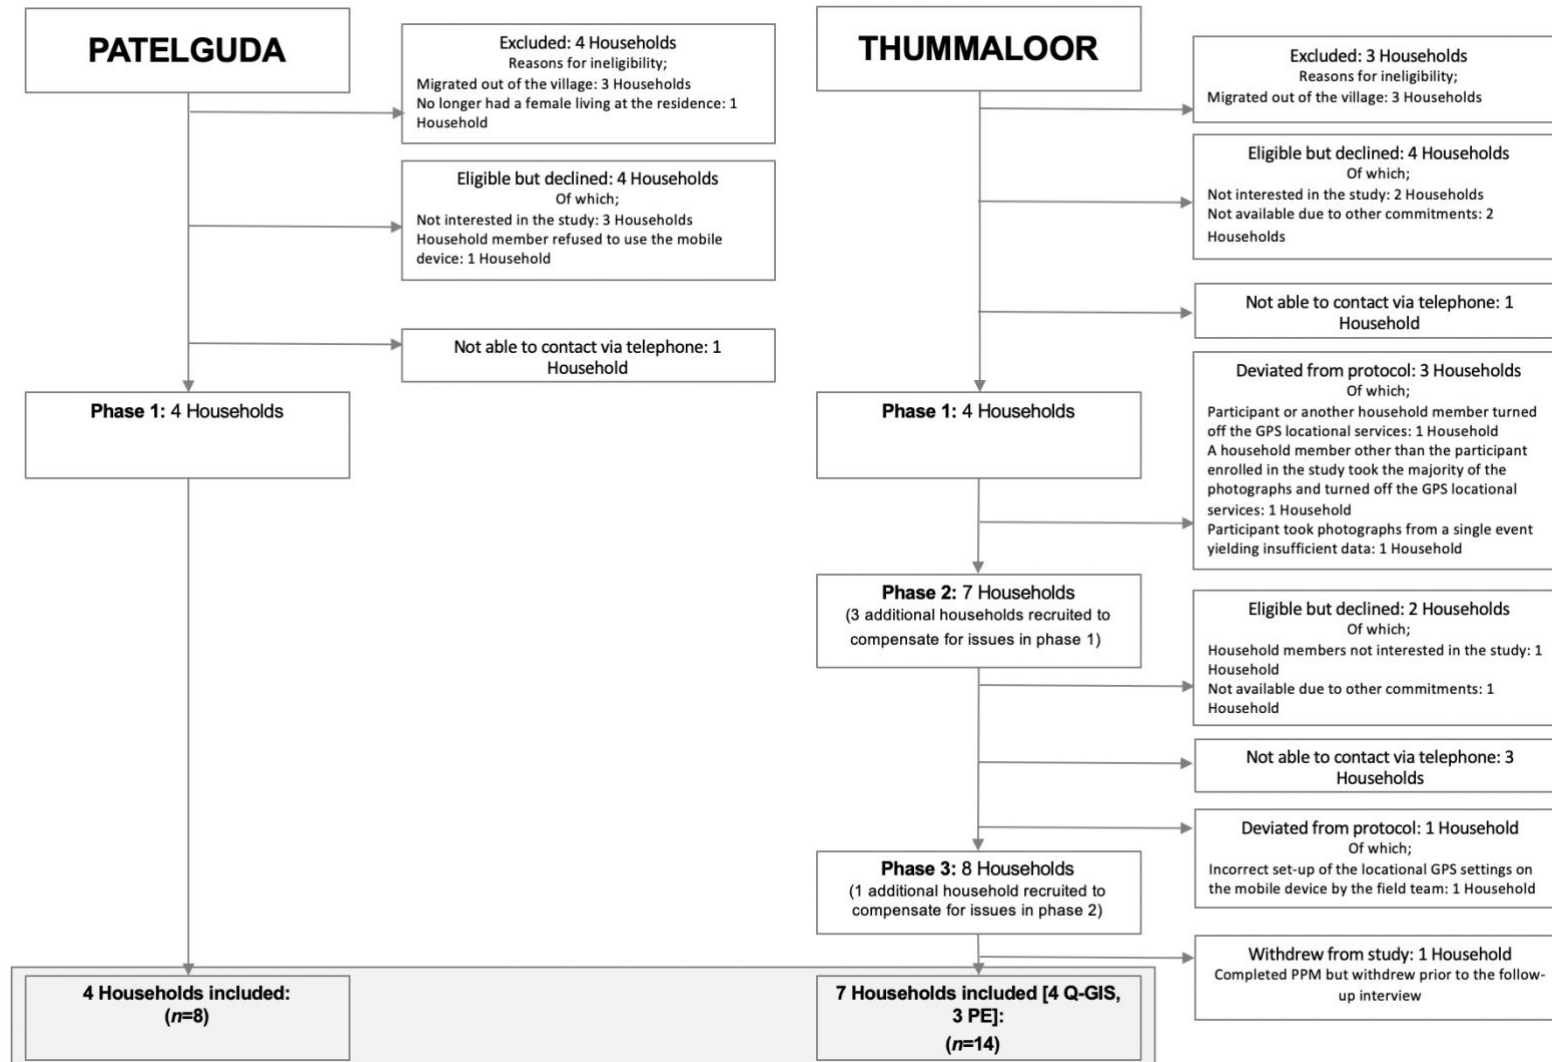 PATELGUDA
Excluded: 4 Households
Reasons for ineligibility;
Migrated out of the village: 3 Households
No longer had a female living at the residence: 1
Household
Eligible but declined: 4 Households
Of which;
Not interested in the study: 3 Households
Household member refused to use the mobile
device: 1 Household
Not able to contact via telephone: 1
Household
Phase 1: 4 Households
4 Households included:
(n=8)
THUMMALOOR
Excluded: 3 Households
Reasons for ineligibility;
Migrated out of the village: 3 Households
Eligible but declined: 4 Households
Of which;
Not interested in the study: 2 Households
Not available due to other commitments: 2
Households
Not able to contact via telephone: 1
Household
Phase 1: 4 Households
Deviated from protocol: 3 Households
Of which;
Participant or another household member turned
off the GPS locational services: 1 Household
A household member other than the participant
enrolled in the study took the majority of the
photographs and turned off the GPS locational
services: 1 Household
Participant took photographs from a single event
yielding insufficient data: 1 Household
Phase 2: 7 Households
(3 additional households recruited to
compensate for issues in phase 1)
Eligible but declined: 2 Households
Of which;
Household members not interested in the study: 1
Household
Not available due to other commitments: 1
Household
Not able to contact via telephone: 3
Households
Deviated from protocol: 1 Household
Of which;
Incorrect set-up of the locational GPS settings on
the mobile device by the field team: 1 Household
Phase 3: 8 Households
(1 additional household recruited to
compensate for issues in phase 2)
Withdrew from study: 1 Household
Completed PPM but withdrew prior to the follow-
up interview
7 Households included [4 Q-GIS,
3 PE]:
(n=14)